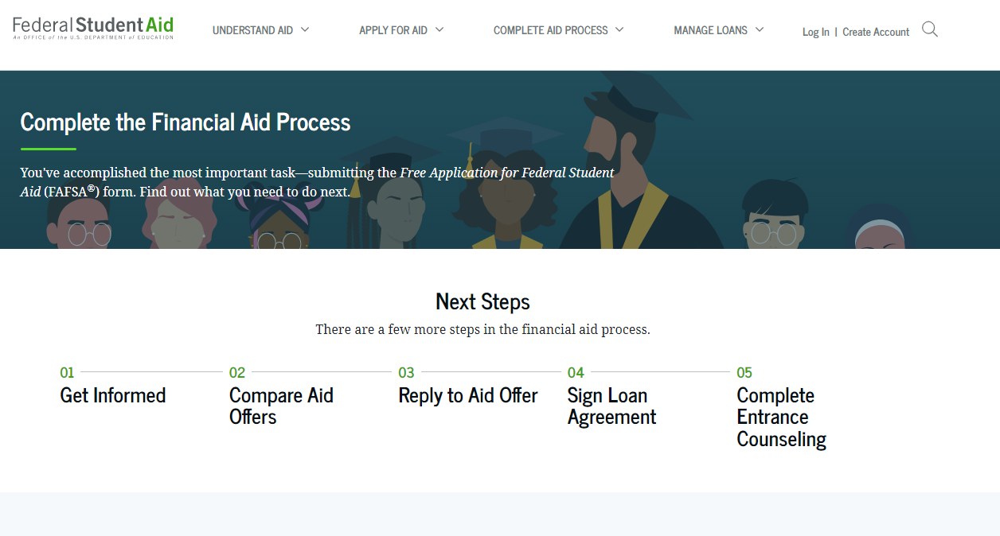 Federal StudentAid
An OFFICE of the U.S. DEPARTMENT of EDUCATION
UNDERSTAND AID
APPLY FOR AID
COMPLETE AID PROCESS
MANAGE LOANS
Log In | Create Account
Complete the Financial Aid Process
You've accomplished the most important task—submitting the Free Application for Federal Student
Aid (FAFSA®) form. Find out what you need to do next.
Next Steps
There are a few more steps in the financial aid process.
01
Get Informed
02
Compare Aid
Offers
03
Reply to Aid Offer
04
Sign Loan
Agreement
05
Complete
Entrance
Counseling